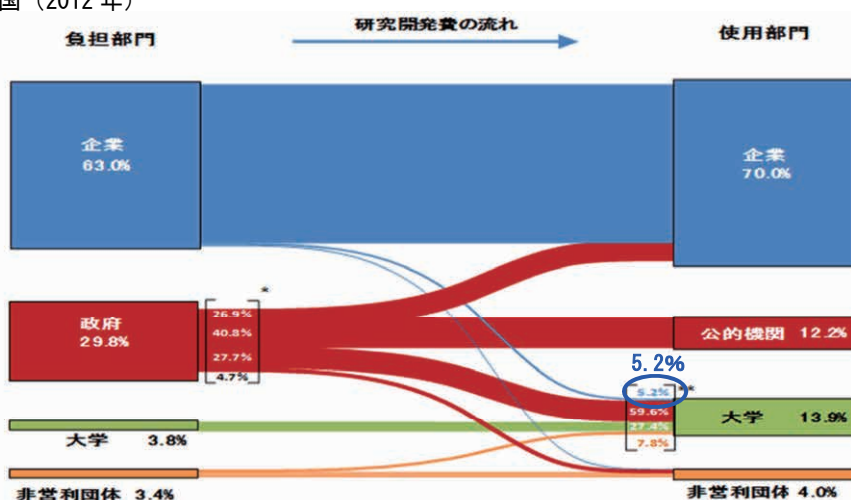 国（2012 年）
研究開発費の流れ
負担部門
使用部門
企業
63.0%
企業
70.0%
*
政府
29.8%
26.9%
40.8%
27.7%
4.7%
公的機関 12.2%
5.2%
5.2%
**
59.6%
27.4%
7.8%
大学 13.9%
大学 3.8%
非営利団体 3.4%
非営利団体 4.0%